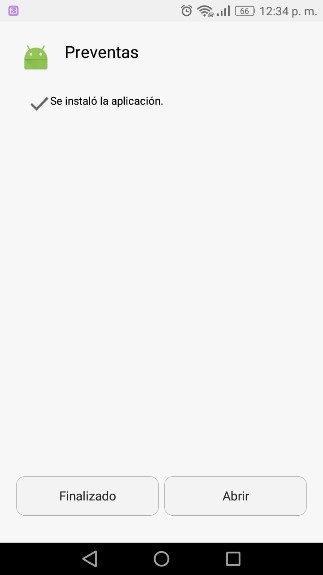 66 12:34 p. m.
Preventas
Se instaló la aplicación.
Finalizado Abrir